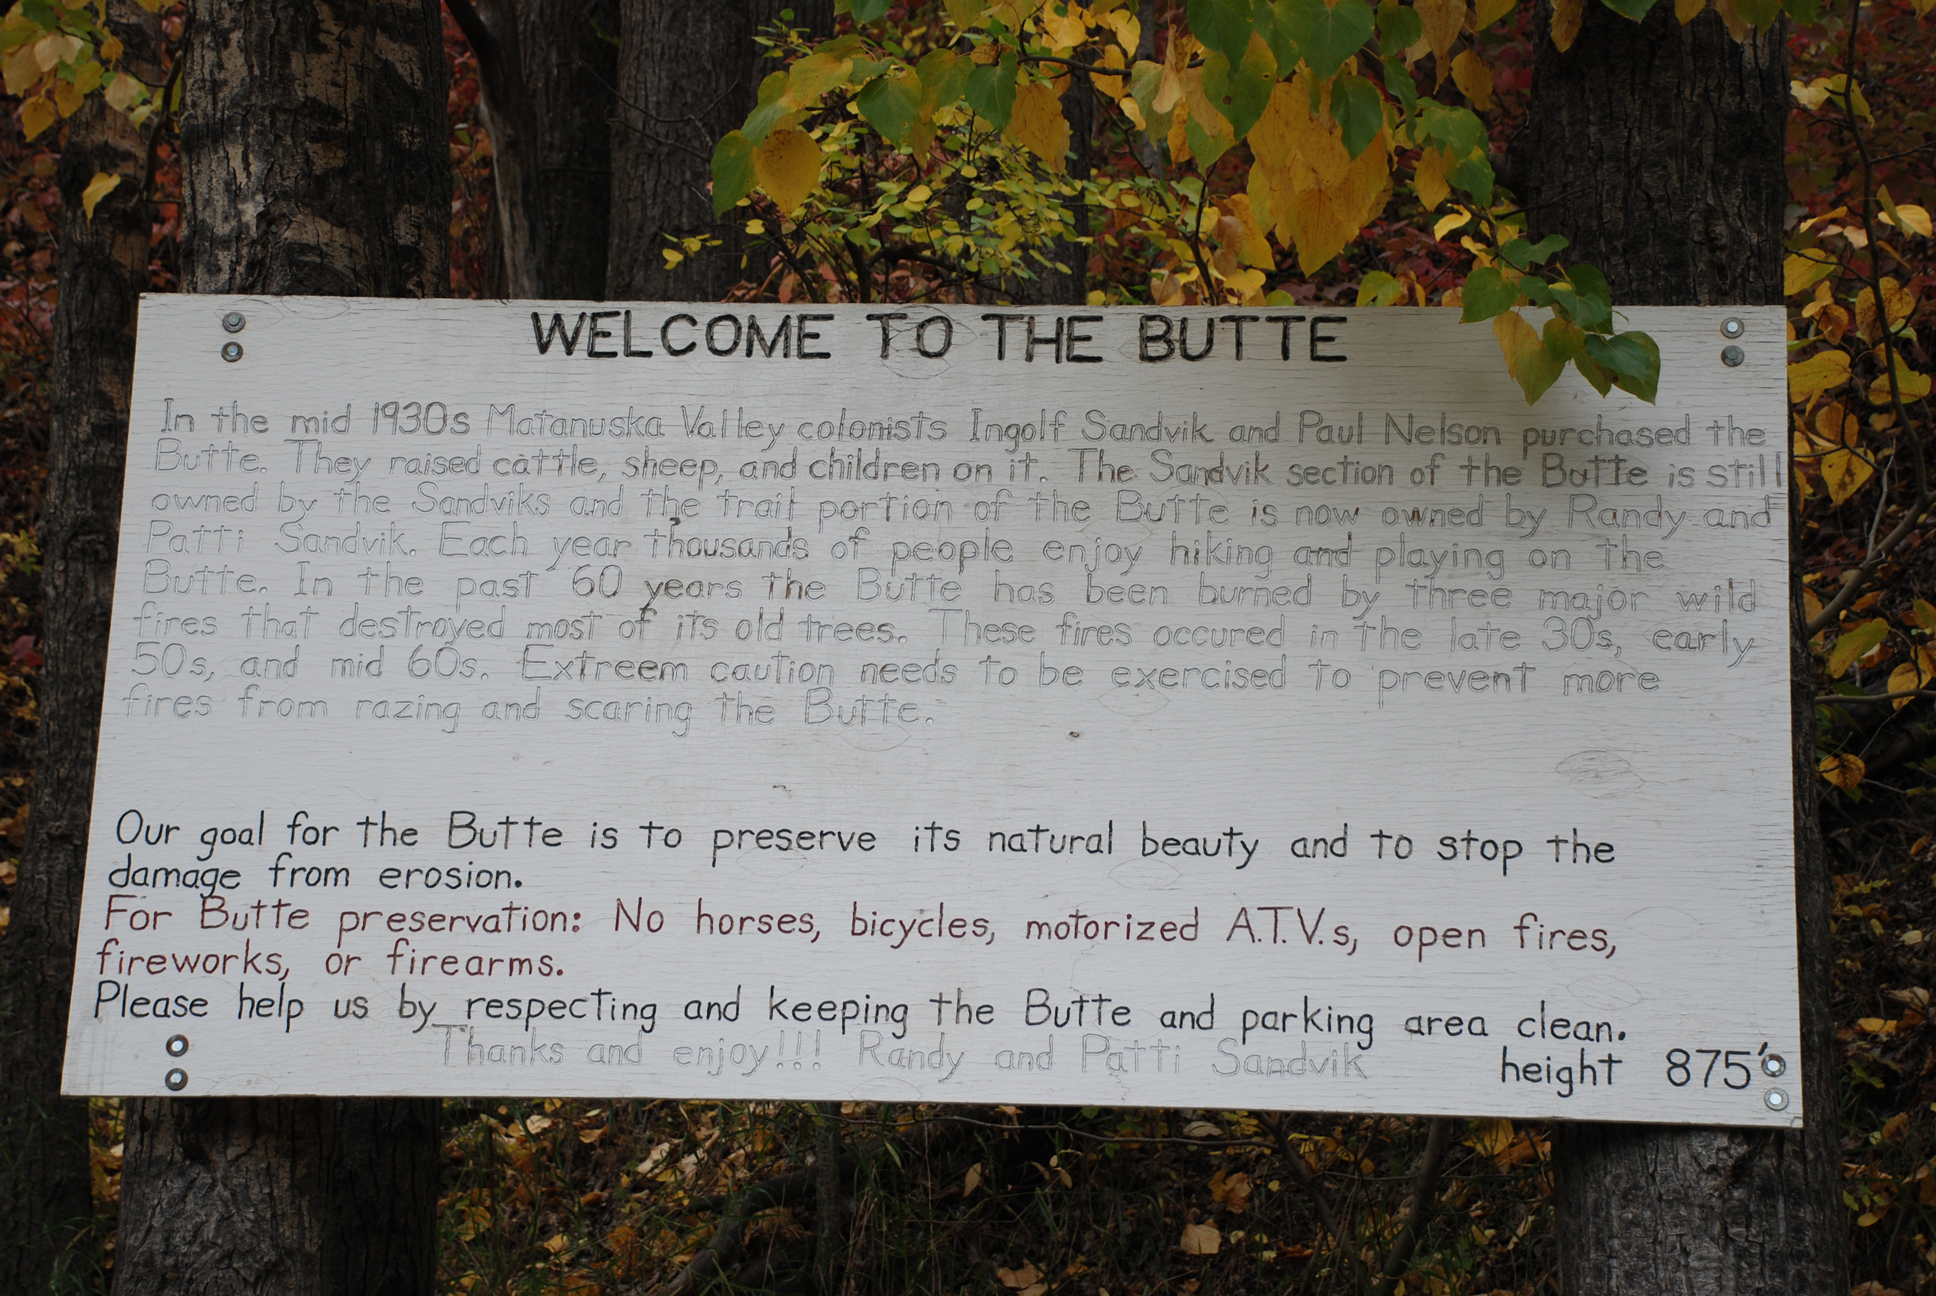 WELCOME TO THE BUTTE
In the mid 1930s Matanuska Valley colonists Ingolf Sandvik and Paul Nelson purchased the
Butte. They raised cattle, sheep, and children on it. The Sandvik section of the Butte is still
owned by the Sandviks and the trail portion of the Butte is now owned by Randy and
Patti Sandvik. Each year thousands of people enjoy hiking and playing on the
Butte. In the past 60 years the Butte has been burned by three major wild
fires that destroyed most of its old trees. These fires occured in the late 30s, early
50s, and mid 60s. Extreem caution needs to be exercised to prevent more
fires from razing and scaring the Butte.
Our goal for the Butte is to preserve its natural beauty and to stop the
damage from erosion.
For Butte preservation: No horses, bicycles, motorized A.T.V.s, open fires,
fireworks, or firearms.
Please help us by respecting and keeping the Butte and parking area clean.
Thanks and enjoy!!! Randy and Patti Sandvik
height 875'